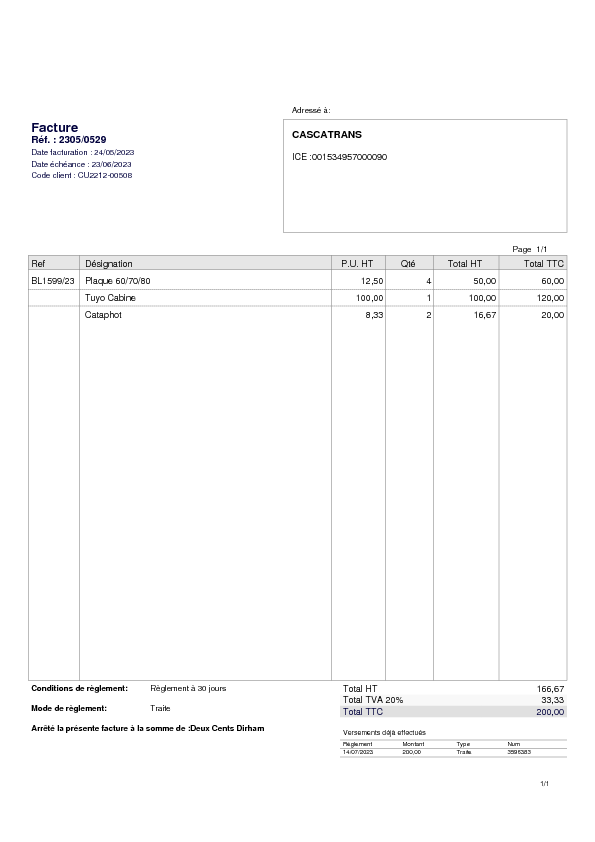 Adressé à:
Facture
Réf. : 2305/0529
Date facturation : 24/05/2023
Date échéance : 23/06/2023
Code client : CU2212-00508
CASCATRANS
ICE :001534957000090
Page 1/1
Ref Désignation P.U. HT Qté Total HT Total TTC
BL1599/23 Plaque 60/70/80 12,50 4 50,00 60,00
Tuyo Cabine 100,00 1 100,00 120,00
Cataphot 8,33 2 16,67 20,00
Conditions de règlement: Règlement à 30 jours
Mode de règlement: Traite
Arrêté la présente facture à la somme de :Deux Cents Dirham
Total HT 166,67
Total TVA 20% 33,33
Total TTC 200,00
Versements déjà effectués
Règlement Montant Type Num
14/07/2023 200,00 Traite
1/1